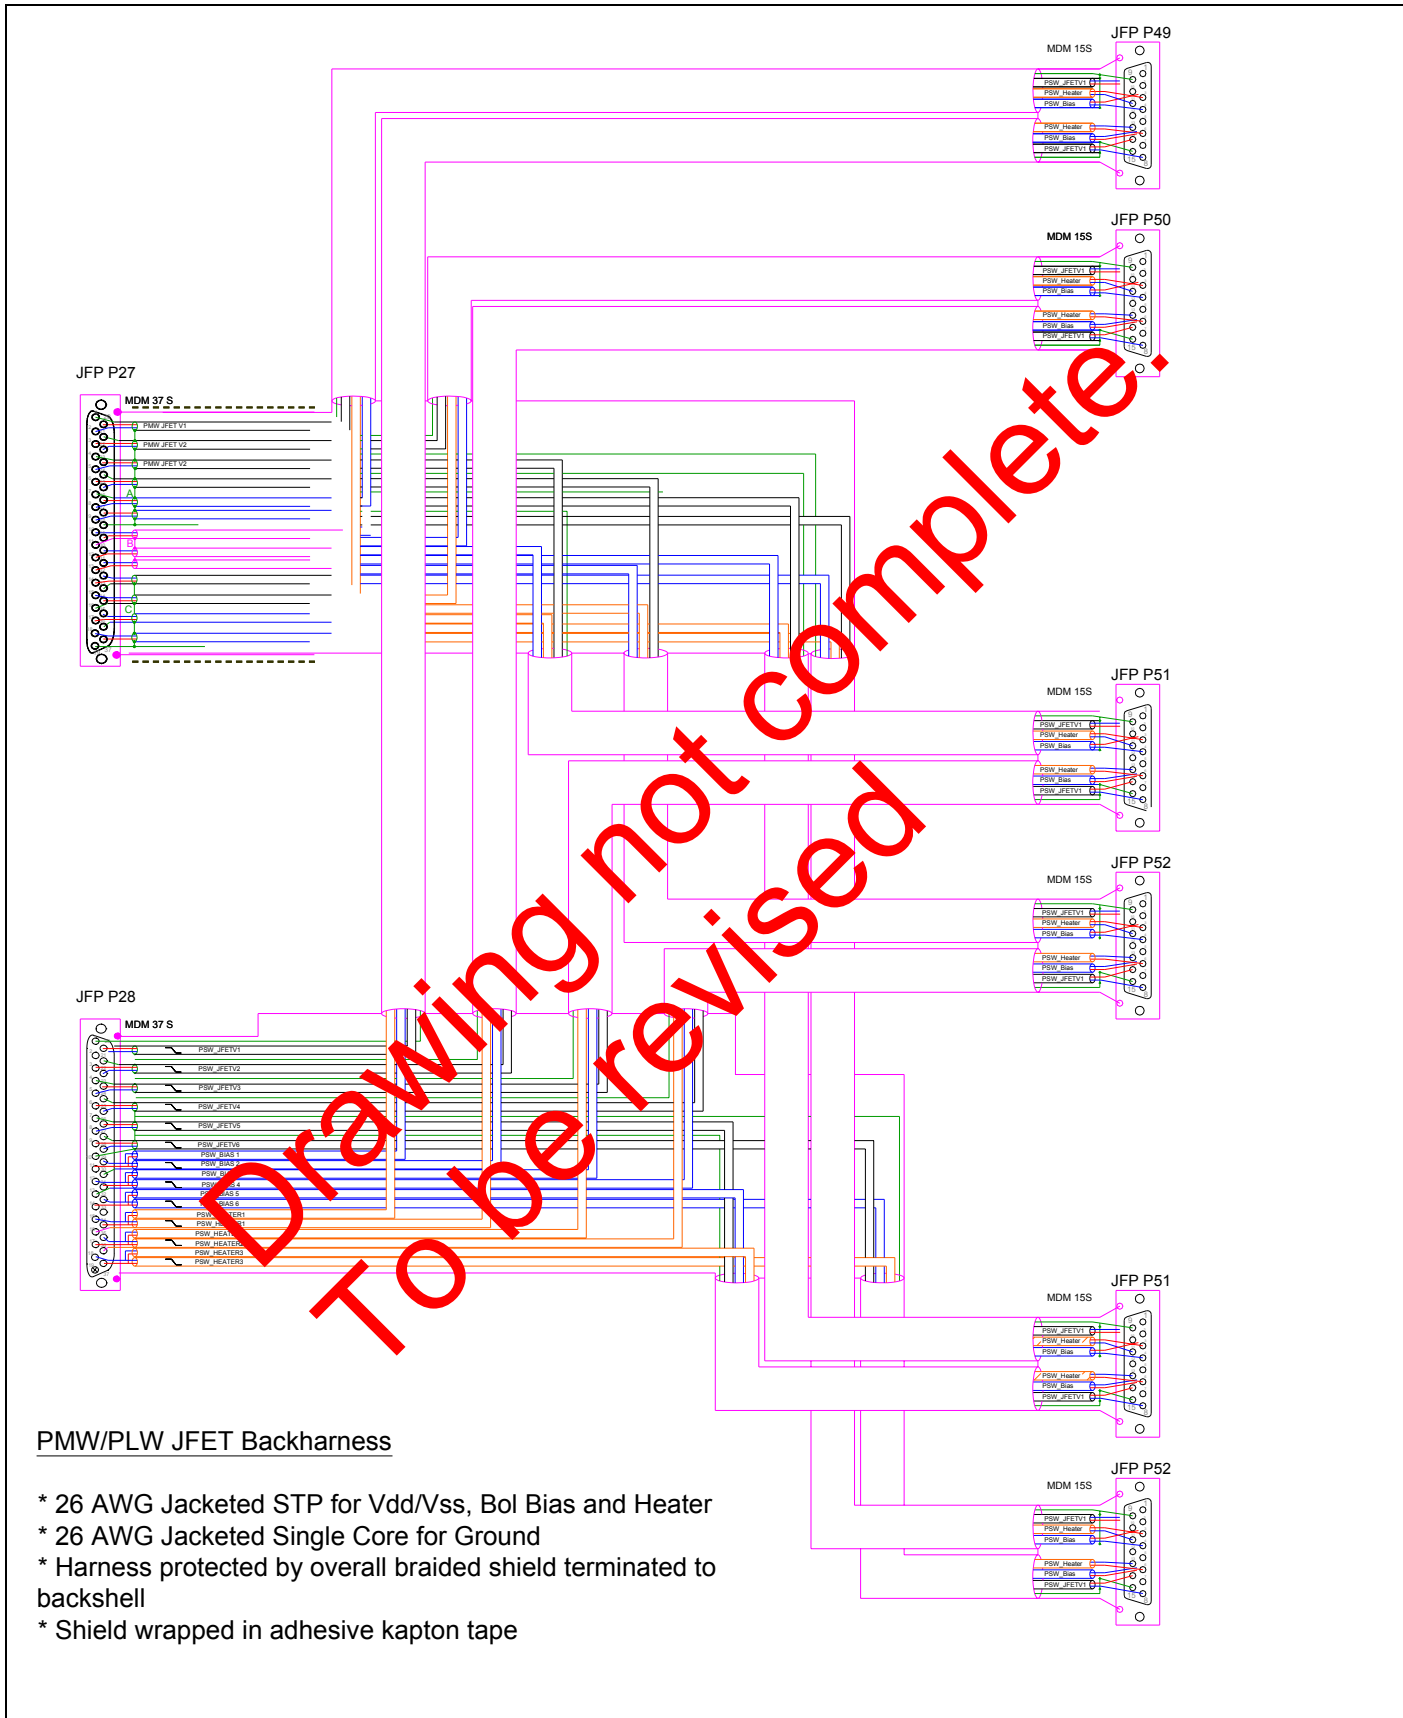 JFP P49
MDM 15S
PSW_JFETV1
PSW_Heater
PSW_Bias
PSW_Heater
PSW_Bias
PSW_JFETV1
JFP P50
MDM 15S
PSW_JFETV1
PSW_Heater
PSW_Bias
PSW_Heater
PSW_Bias
PSW_JFETV1
JFP P27
MDM 37 S
PMW JFET V1
PMW JFET V2
PMW JFET V2
A
B
C
JFP P51
MDM 15S
PSW_JFETV1
PSW_Heater
PSW_Bias
PSW_Heater
PSW_Bias
PSW_JFETV1
JFP P52
MDM 15S
PSW_JFETV1
PSW_Heater
PSW_Bias
PSW_Heater
PSW_Bias
PSW_JFETV1
JFP P28
MDM 37 S
PSW_JFETV1
PSW_JFETV2
PSW_JFETV3
PSW_JFETV4
PSW_JFETV5
PSW_JFETV6
PSW_BIAS 1
PSW_BIAS 5
PSW_BIAS 6
PSW_HEATER3
PSW_HEATER3
Drawing not complete.
To be revised
JFP P51
MDM 15S
PSW_JFETV1
PSW_Heater
PSW_Bias
PSW_Heater
PSW_Bias
PSW_JFETV1
JFP P52
MDM 15S
PSW_JFETV1
PSW_Heater
PSW_Bias
PSW_Heater
PSW_Bias
PSW_JFETV1
PMW/PLW JFET Backharness
* 26 AWG Jacketed STP for Vdd/Vss, Bol Bias and Heater
* 26 AWG Jacketed Single Core for Ground
* Harness protected by overall braided shield terminated to
backshell
* Shield wrapped in adhesive kapton tape